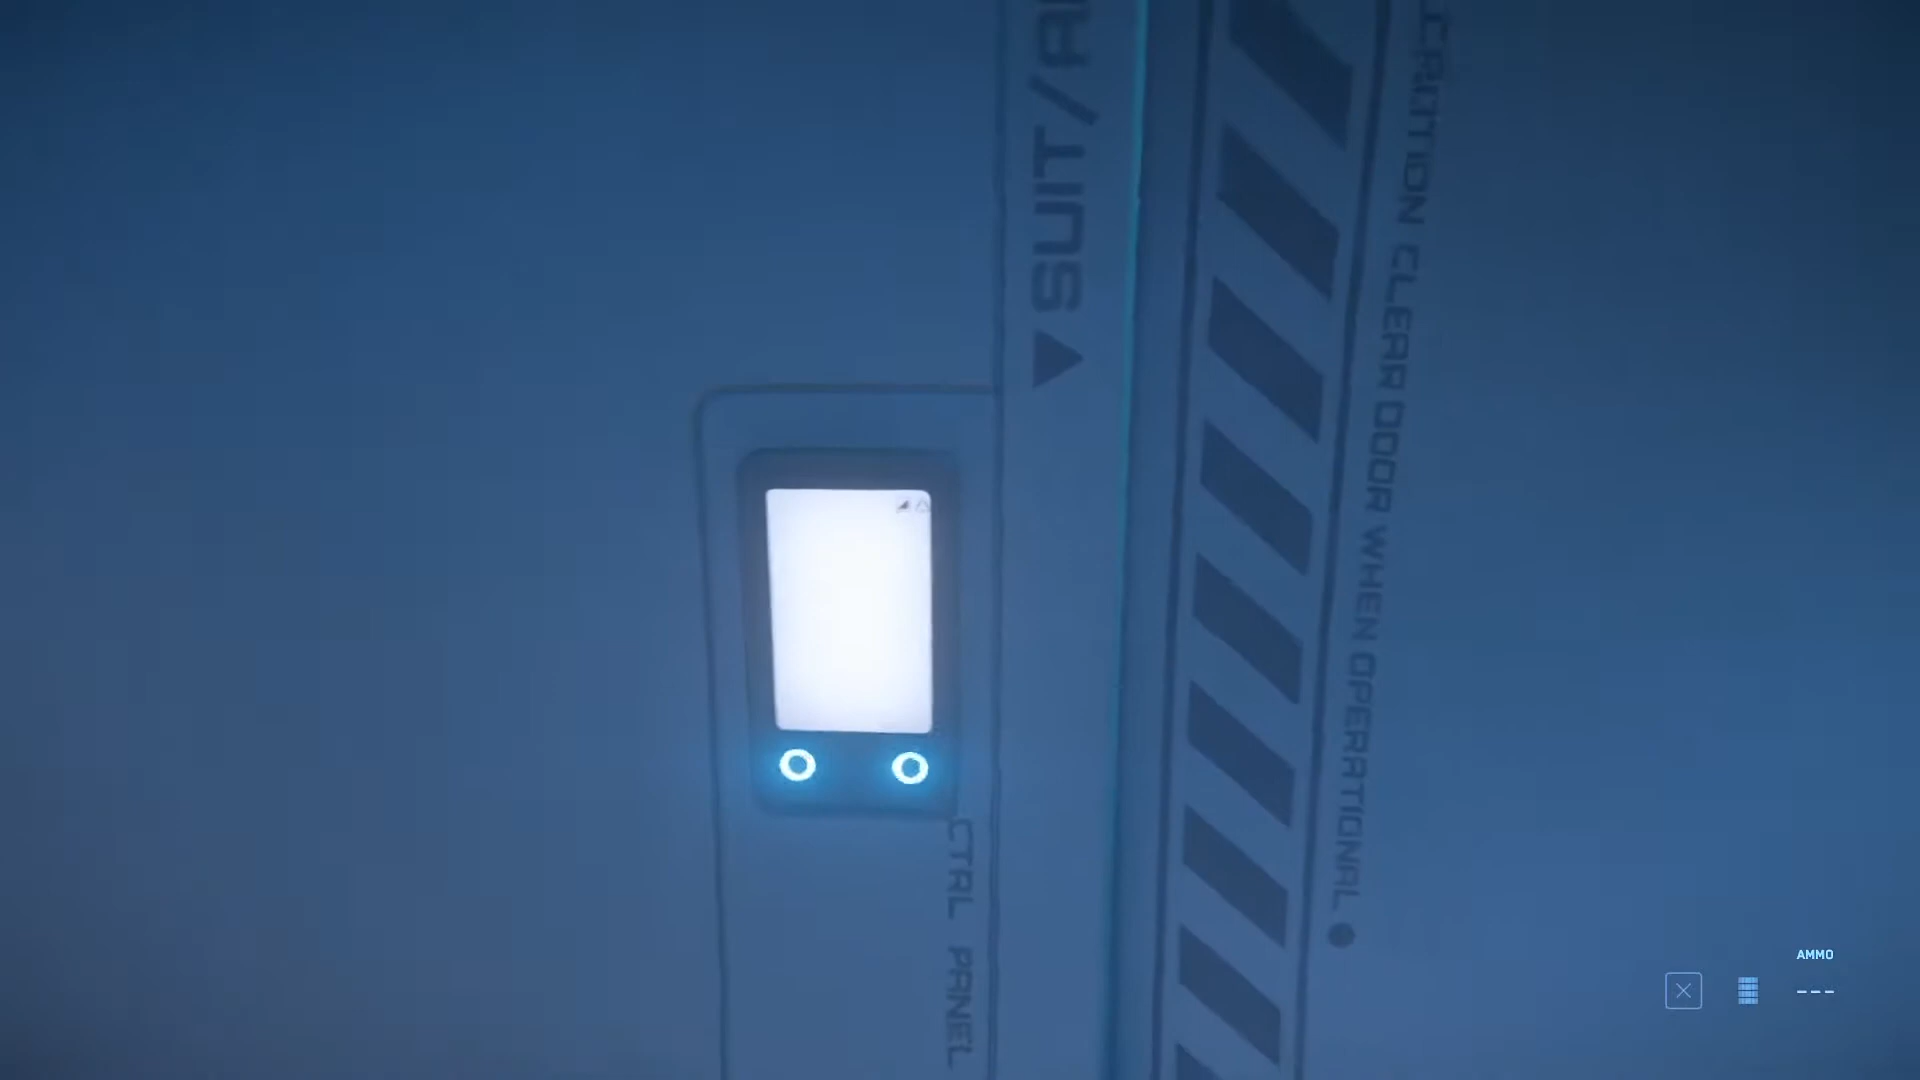 SUIT/
CAUTION CLEAR DOOR WHEN OPERATIONAL
CTRL PANEL
AMMO
---